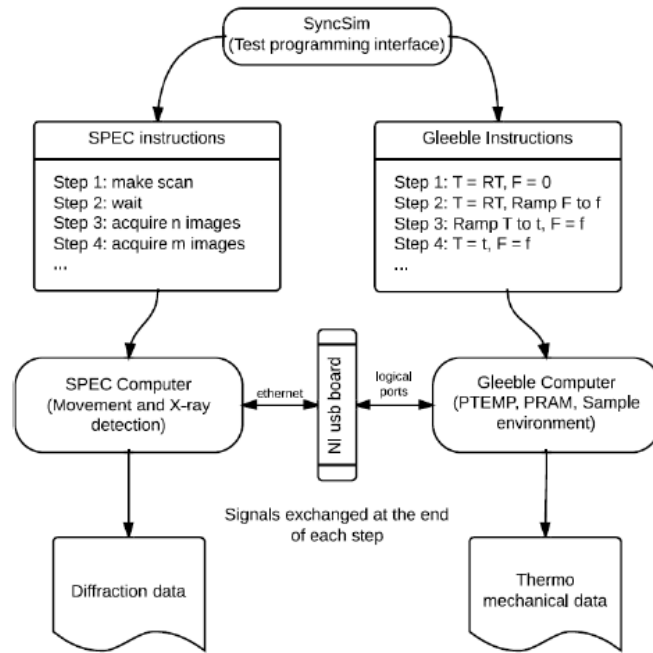 SyncSim
(Test programming interface)
SPEC instructions
Step 1: make scan
Step 2: wait
Step 3: acquire n images
Step 4: acquire m images
...
Gleeble Instructions
Step 1: T = RT, F = 0
Step 2: T = RT, Ramp F to f
Step 3: Ramp T to t, F = f
Step 4: T = t, F = f
...
SPEC Computer
(Movement and X-ray
detection)
ethernet
NI usb board
logical
ports
Gleeble Computer
(PTEMP, PRAM, Sample
environment)
Signals exchanged at the end
of each step
Diffraction data
Thermo
mechanical data